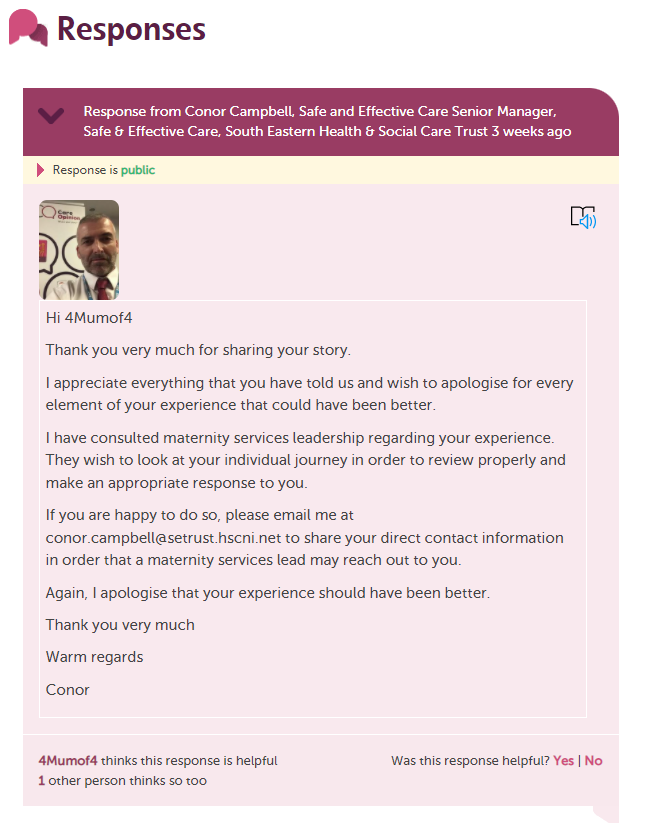 Responses
Response from Conor Campbell, Safe and Effective Care Senior Manager,
Safe & Effective Care, South Eastern Health & Social Care Trust 3 weeks ago
Response is public
Care
Opinion
Hi 4Mumof4
Thank you very much for sharing your story.
I appreciate everything that you have told us and wish to apologise for every
element of your experience that could have been better.
I have consulted maternity services leadership regarding your experience.
They wish to look at your individual journey in order to review properly and
make an appropriate response to you.
If you are happy to do so, please email me at
conor.campbell@setrust.hscni.net to share your direct contact information
in order that a maternity services lead may reach out to you.
Again, I apologise that your experience should have been better.
Thank you very much
Warm regards
Conor
4Mumof4 thinks this response is helpful
1 other person thinks so too
Was this response helpful? Yes | No